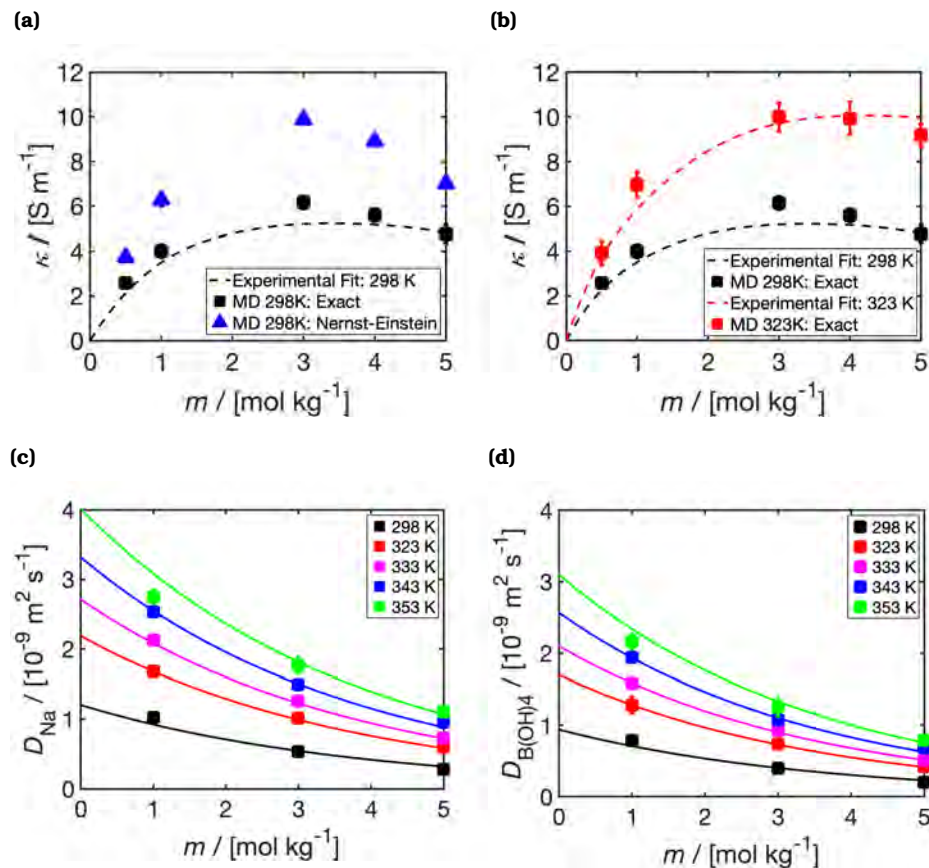 (a)
κ / [S m⁻¹]
12
10
8
6
4
2
0
0 1 2 3 4 5
m / [mol kg⁻¹]
Experimental Fit: 298 K
MD 298K: Exact
MD 298K: Nernst-Einstein
(b)
κ / [S m⁻¹]
12
10
8
6
4
2
0
0 1 2 3 4 5
m / [mol kg⁻¹]
Experimental Fit: 298 K
MD 298K: Exact
Experimental Fit: 323 K
MD 323K: Exact
(c)
D_Na / [10⁻⁹ m² s⁻¹]
4
3
2
1
0
0 1 2 3 4 5
m / [mol kg⁻¹]
298 K
323 K
333 K
343 K
353 K
(d)
D_B(OH)4 / [10⁻⁹ m² s⁻¹]
4
3
2
1
0
0 1 2 3 4 5
m / [mol kg⁻¹]
298 K
323 K
333 K
343 K
353 K